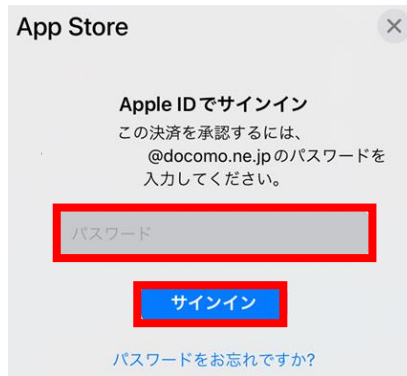 App Store
Apple IDでサインイン
この決済を承認するには、
@docomo.ne.jpのパスワードを
入力してください。
パスワード
サインイン
パスワードをお忘れですか?